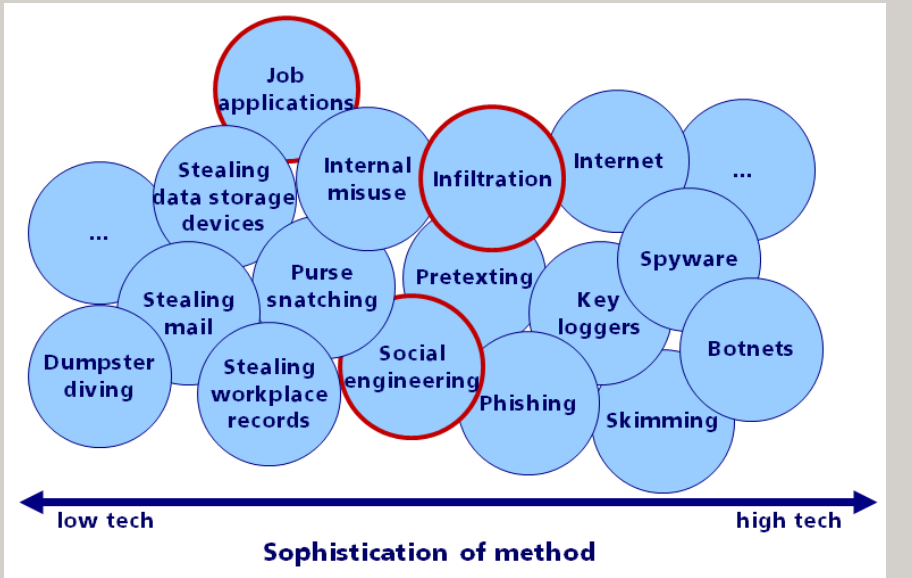 Job
applications
Stealing
data storage
devices
Internal
misuse
Infiltration
Internet
...
...
Stealing
mail
Purse
snatching
Pretexting
Key
loggers
Spyware
Dumpster
diving
Stealing
workplace
records
Social
engineering
Phishing
Skimming
Botnets
low tech
high tech
Sophistication of method